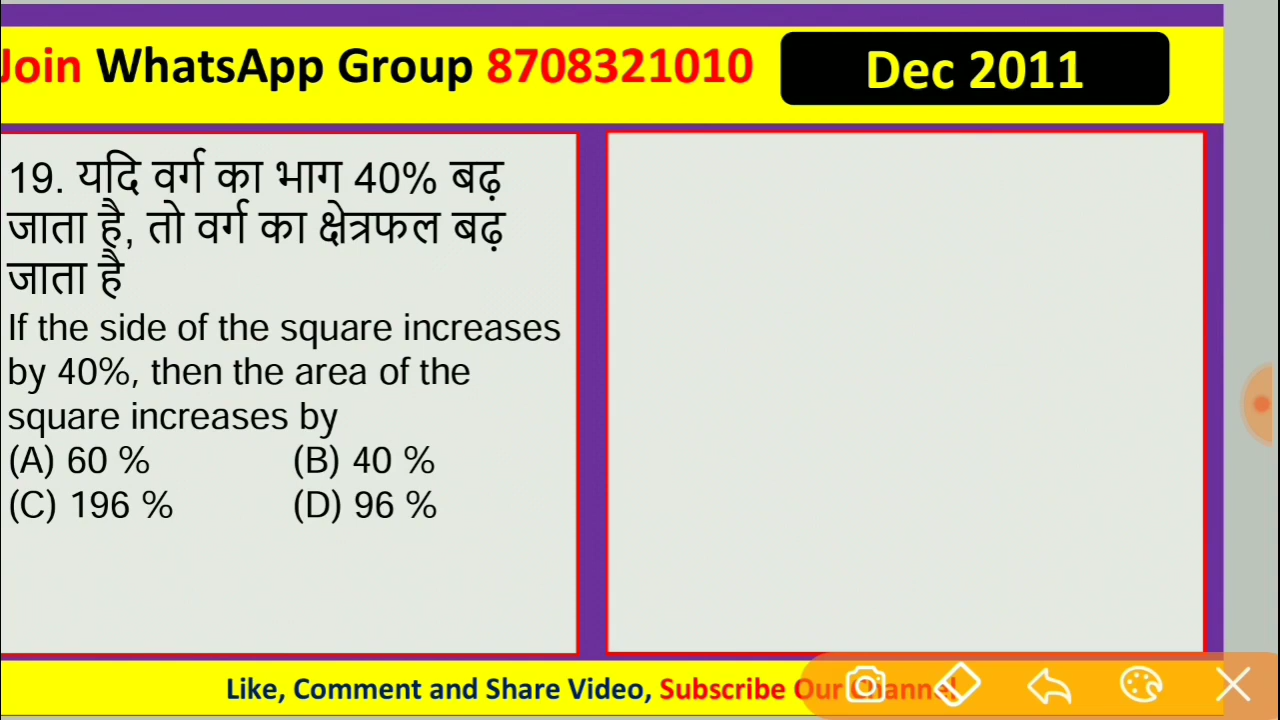 Join WhatsApp Group 8708321010
Dec 2011
19. यदि वर्ग का भाग 40% बढ़
जाता है, तो वर्ग का क्षेत्रफल बढ़
जाता है
If the side of the square increases
by 40%, then the area of the
square increases by
(A) 60 % (B) 40 %
(C) 196 % (D) 96 %
Like, Comment and Share Video, Subscribe Our Channel